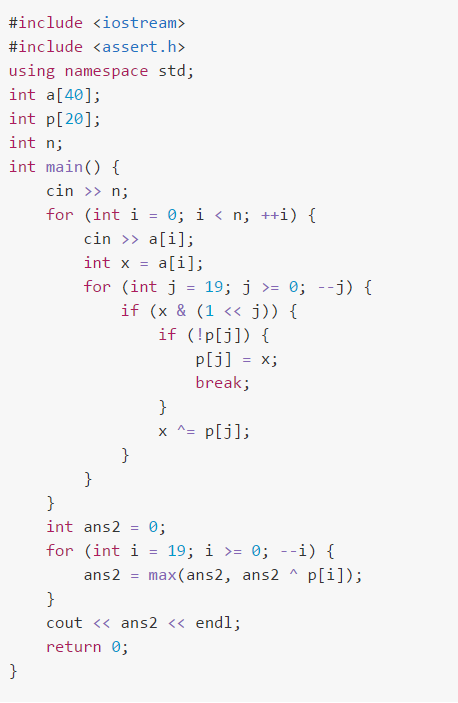 #include <iostream>
#include <assert.h>
using namespace std;
int a[40];
int p[20];
int n;
int main() {
    cin >> n;
    for (int i = 0; i < n; ++i) {
        cin >> a[i];
        int x = a[i];
        for (int j = 19; j >= 0; --j) {
            if (x & (1 << j)) {
                if (!p[j]) {
                    p[j] = x;
                    break;
                }
                x ^= p[j];
            }
        }
    }
    int ans2 = 0;
    for (int i = 19; i >= 0; --i) {
        ans2 = max(ans2, ans2 ^ p[i]);
    }
    cout << ans2 << endl;
    return 0;
}